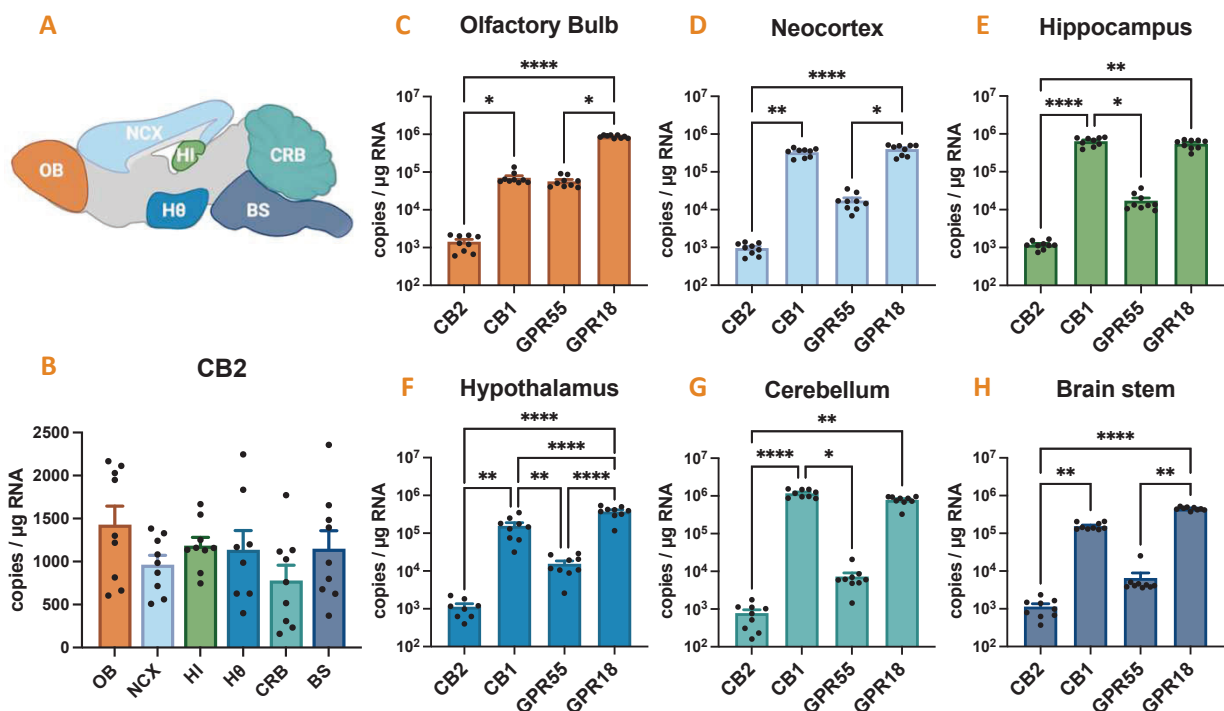 A
NCX
HI
CRB
OB
Hθ
BS
B
CB2
copies / µg RNA
2500
2000
1500
1000
500
0
OB
NCX
HI
Hθ
CRB
BS
C
Olfactory Bulb
****
*
*
copies / µg RNA
10⁷
10⁶
10⁵
10⁴
10³
10²
CB2
CB1
GPR55
GPR18
D
Neocortex
****
**
*
copies / µg RNA
10⁷
10⁶
10⁵
10⁴
10³
10²
CB2
CB1
GPR55
GPR18
E
Hippocampus
**
****
*
copies / µg RNA
10⁷
10⁶
10⁵
10⁴
10³
10²
CB2
CB1
GPR55
GPR18
F
Hypothalamus
****
****
**
**
****
copies / µg RNA
10⁷
10⁶
10⁵
10⁴
10³
10²
CB2
CB1
GPR55
GPR18
G
Cerebellum
**
****
*
copies / µg RNA
10⁷
10⁶
10⁵
10⁴
10³
10²
CB2
CB1
GPR55
GPR18
H
Brain stem
****
**
**
copies / µg RNA
10⁷
10⁶
10⁵
10⁴
10³
10²
CB2
CB1
GPR55
GPR18